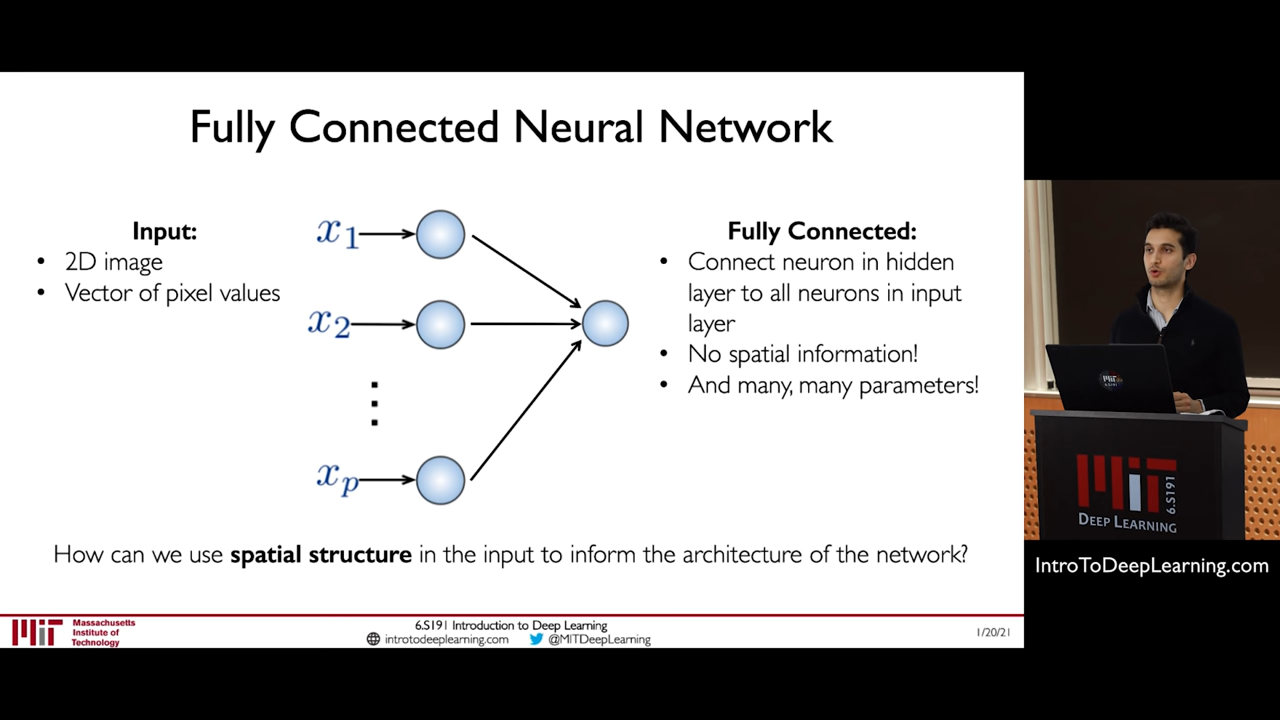 Fully Connected Neural Network
Input:
• 2D image
• Vector of pixel values
x1
x2
xp
Fully Connected:
• Connect neuron in hidden
layer to all neurons in input
layer
• No spatial information!
• And many, many parameters!
How can we use spatial structure in the input to inform the architecture of the network?
MIT
Massachusetts
Institute of
Technology
6.S191 Introduction to Deep Learning
introtodeeplearning.com @MITDeepLearning
1/20/21
MIT
6.S191
DEEP LEARNING
IntroToDeepLearning.com